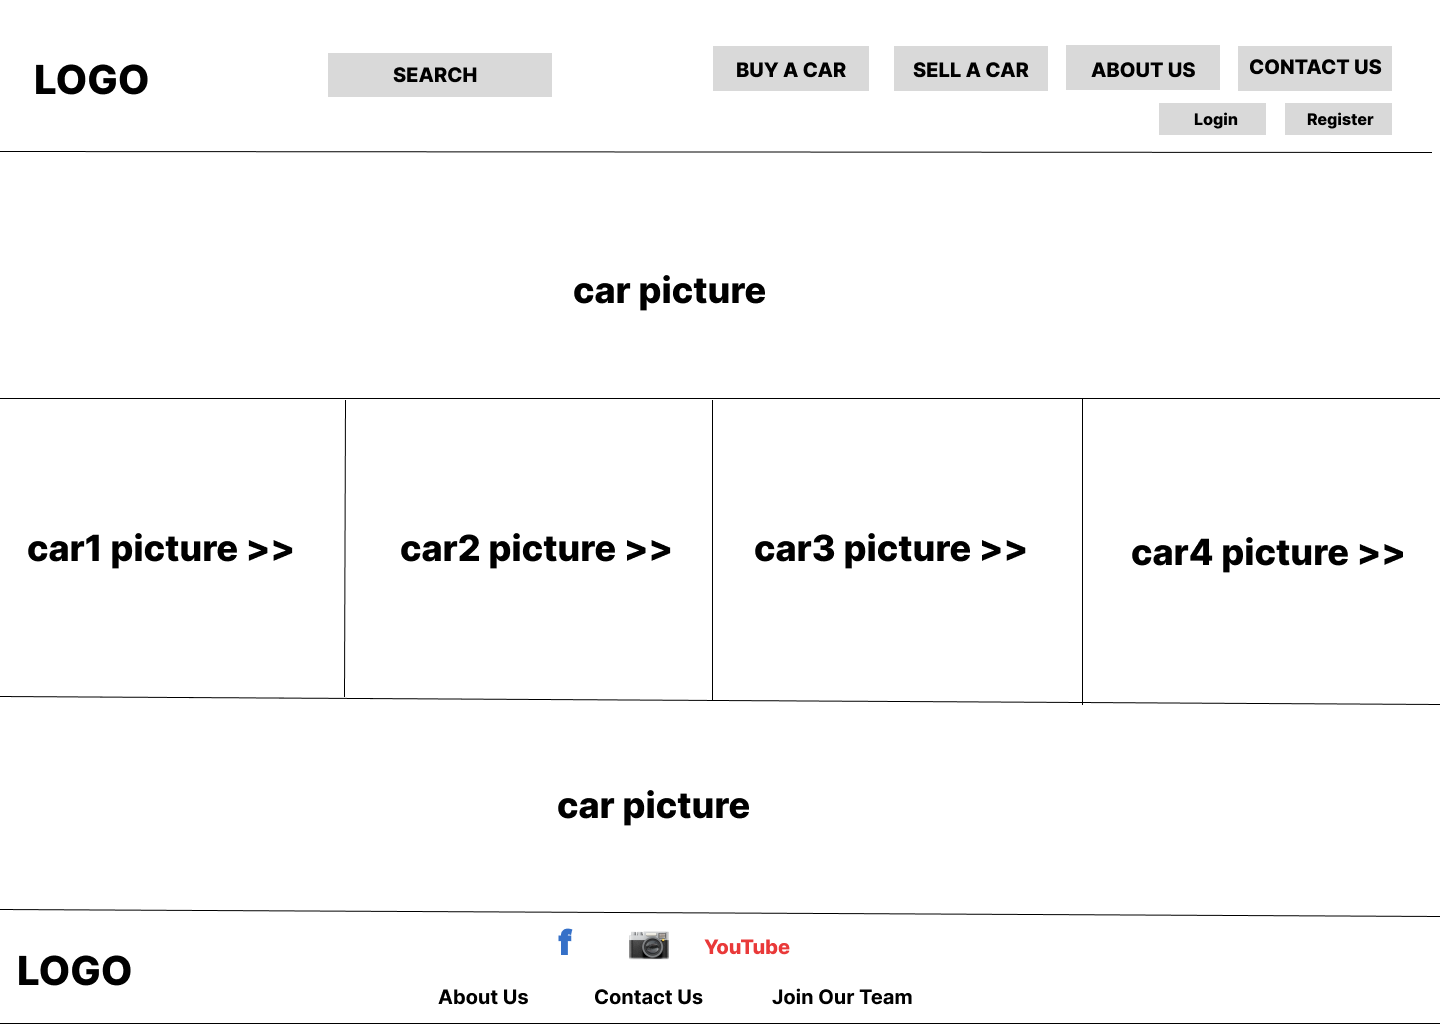 LOGO
SEARCH
BUY A CAR
SELL A CAR
ABOUT US
CONTACT US
Login
Register
car picture
car1 picture >>
car2 picture >>
car3 picture >>
car4 picture >>
car picture
LOGO
f
YouTube
About Us
Contact Us
Join Our Team